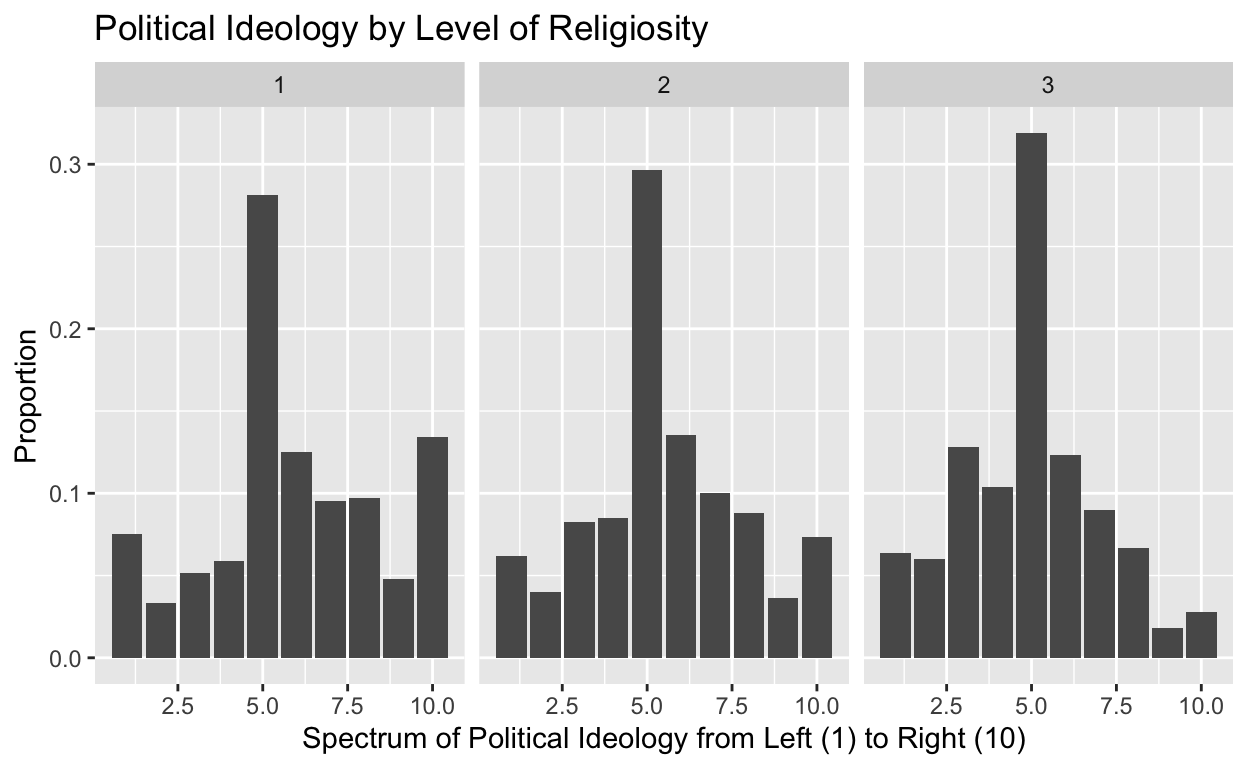 Political Ideology by Level of Religiosity
1 2 3
Proportion
0.3
0.2
0.1
0.0
2.5 5.0 7.5 10.0 2.5 5.0 7.5 10.0 2.5 5.0 7.5 10.0
Spectrum of Political Ideology from Left (1) to Right (10)